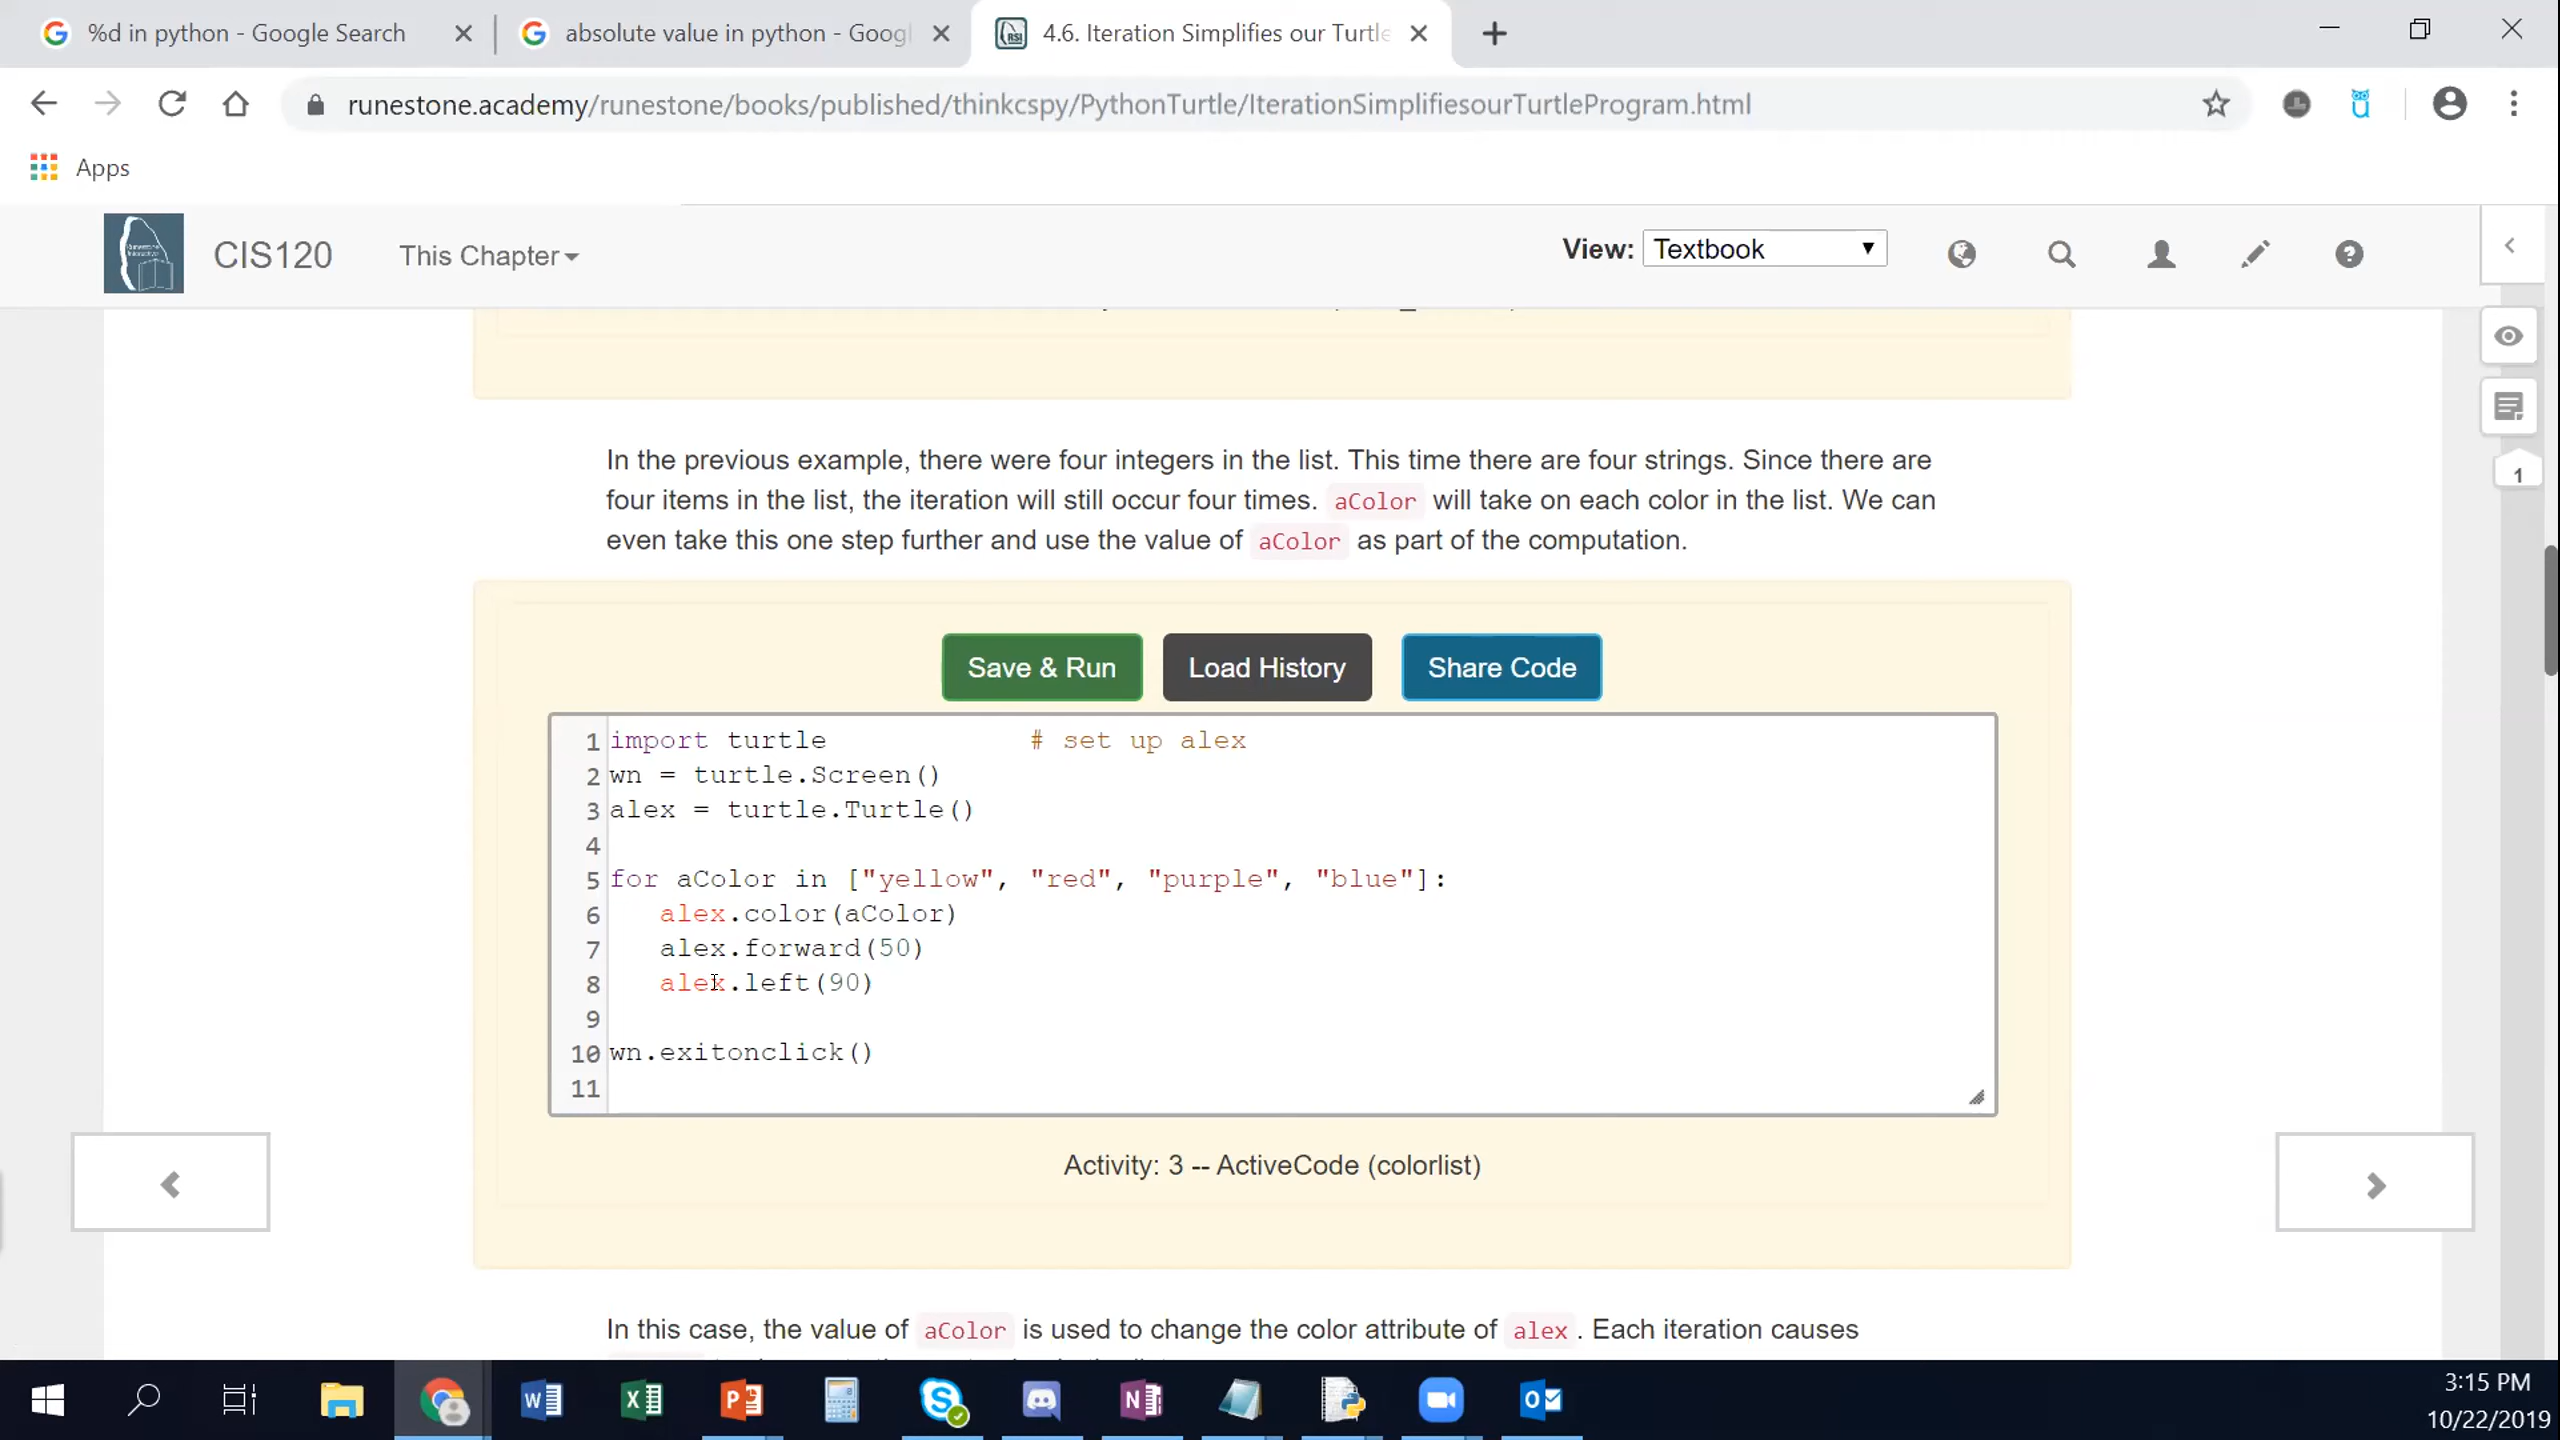 %d in python - Google Search
absolute value in python - Googl
4.6. Iteration Simplifies our Turtle
runestone.academy/runestone/books/published/thinkcspy/PythonTurtle/IterationSimplifiesourTurtleProgram.html
Apps
CIS120
This Chapter
View: Textbook
1
In the previous example, there were four integers in the list. This time there are four strings. Since there are
four items in the list, the iteration will still occur four times. aColor will take on each color in the list. We can
even take this one step further and use the value of aColor as part of the computation.
Save & Run
Load History
Share Code
1 import turtle # set up alex
2 wn = turtle.Screen()
3 alex = turtle.Turtle()
4
5 for aColor in ["yellow", "red", "purple", "blue"]:
6 alex.color(aColor)
7 alex.forward(50)
8 alex.left(90)
9
10 wn.exitonclick()
11
Activity: 3 -- ActiveCode (colorlist)
In this case, the value of aColor is used to change the color attribute of alex . Each iteration causes
3:15 PM
10/22/2019